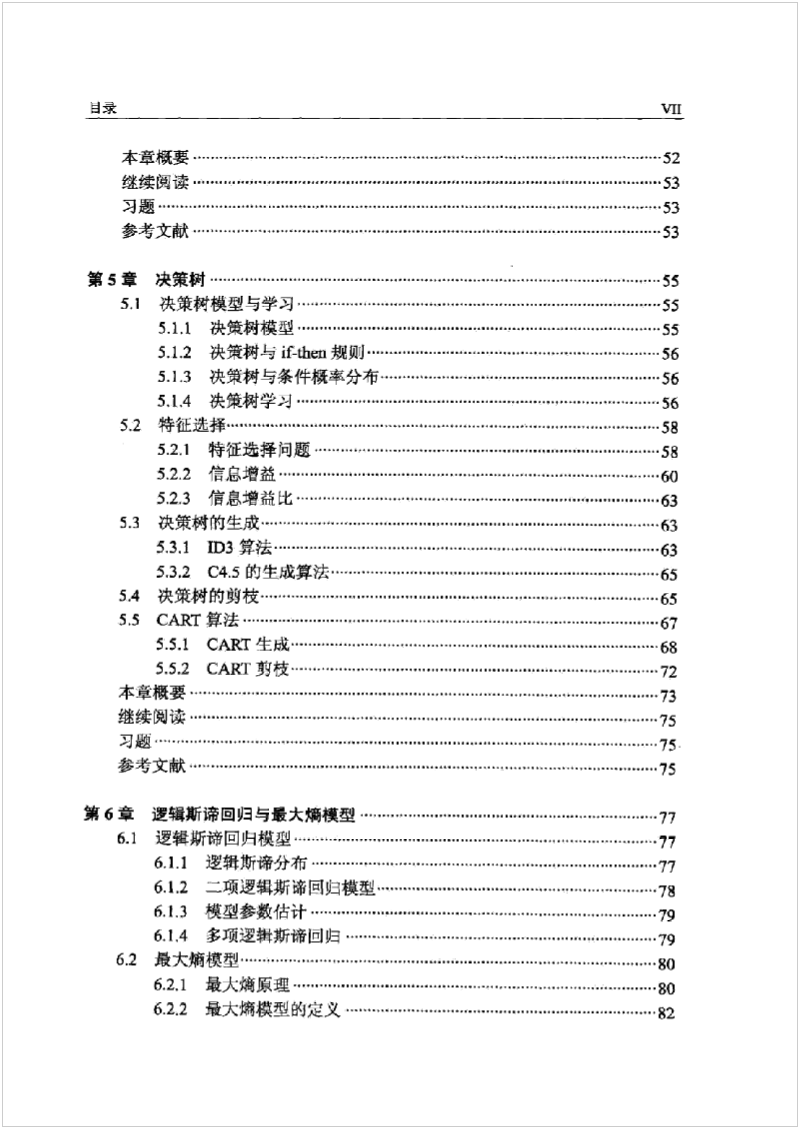 目录 VII
本章概要 52
继续阅读 53
习题 53
参考文献 53
第 5 章 决策树 55
5.1 决策树模型与学习 55
5.1.1 决策树模型 55
5.1.2 决策树与 if-then 规则 56
5.1.3 决策树与条件概率分布 56
5.1.4 决策树学习 56
5.2 特征选择 58
5.2.1 特征选择问题 58
5.2.2 信息增益 60
5.2.3 信息增益比 63
5.3 决策树的生成 63
5.3.1 ID3 算法 63
5.3.2 C4.5 的生成算法 65
5.4 决策树的剪枝 65
5.5 CART 算法 67
5.5.1 CART 生成 68
5.5.2 CART 剪枝 72
本章概要 73
继续阅读 75
习题 75
参考文献 75
第 6 章 逻辑斯谛回归与最大熵模型 77
6.1 逻辑斯谛回归模型 77
6.1.1 逻辑斯谛分布 77
6.1.2 二项逻辑斯谛回归模型 78
6.1.3 模型参数估计 79
6.1.4 多项逻辑斯谛回归 79
6.2 最大熵模型 80
6.2.1 最大熵原理 80
6.2.2 最大熵模型的定义 82